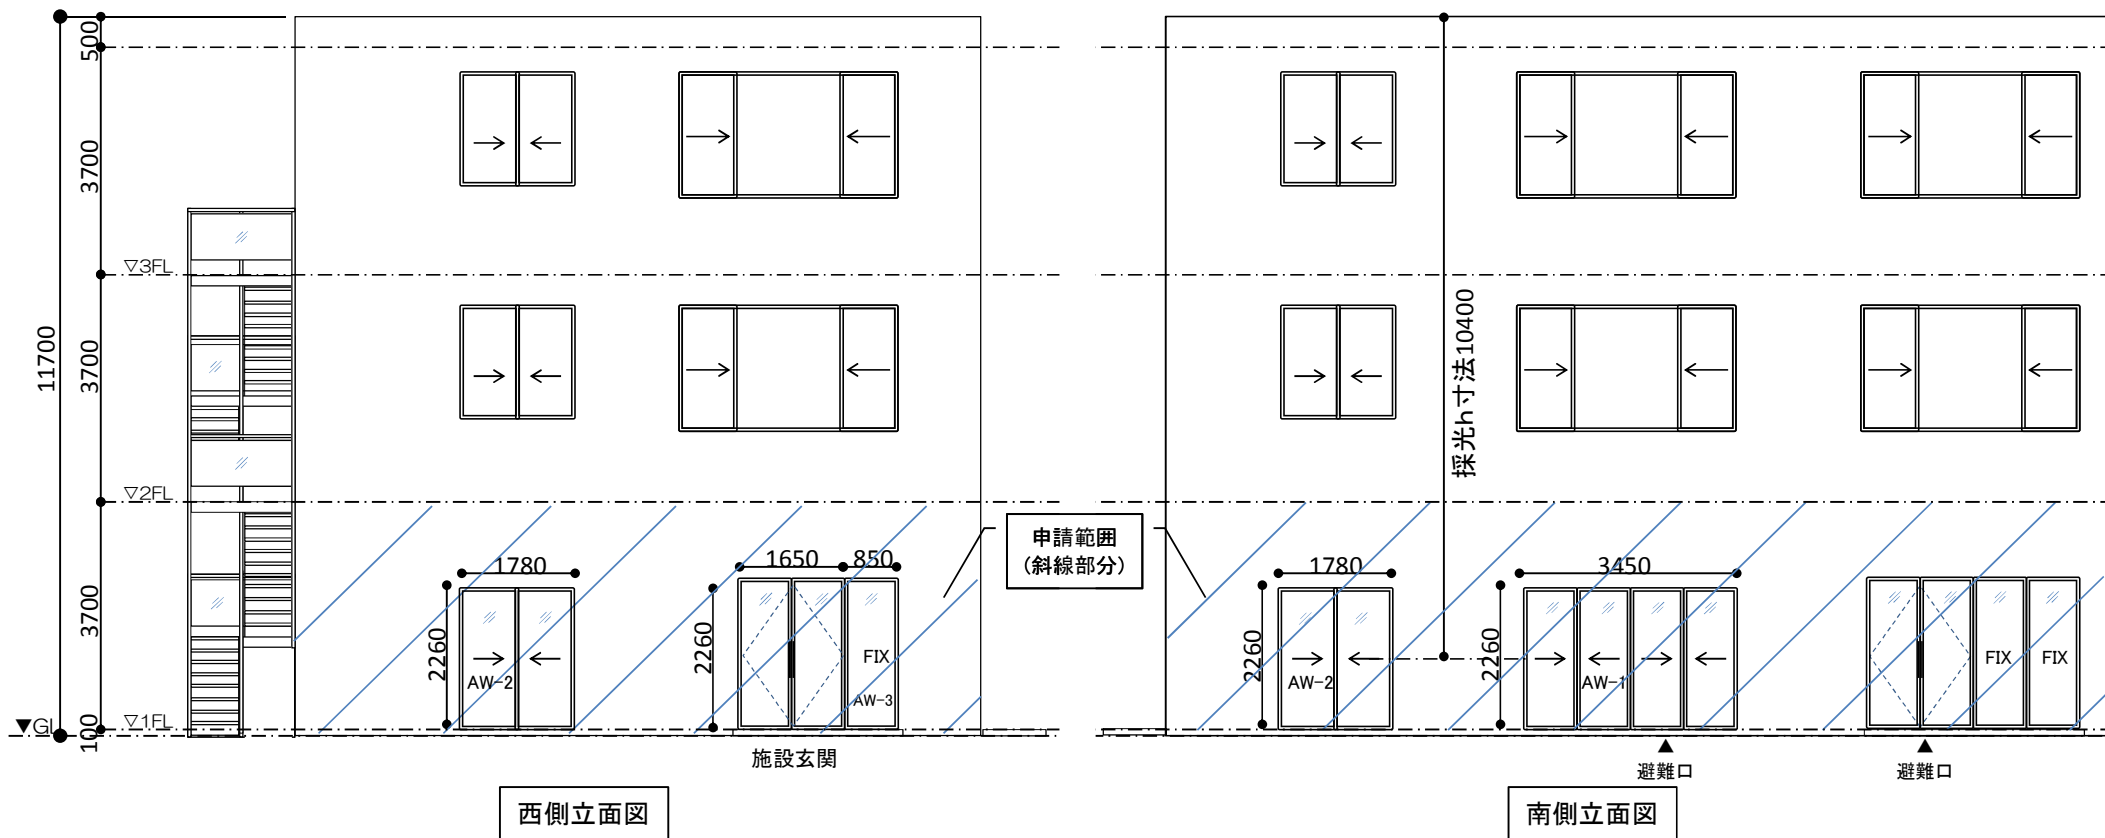 500
3700
▽3FL
11700
3700
▽2FL
3700
▽1FL
▼GL
100
1780
2260
AW-2
1650
850
2260
FIX
AW-3
施設玄関
西側立面図
申請範囲
(斜線部分)
採光h寸法10400
1780
2260
AW-2
3450
2260
AW-1
FIX
FIX
▲
避難口
▲
避難口
南側立面図